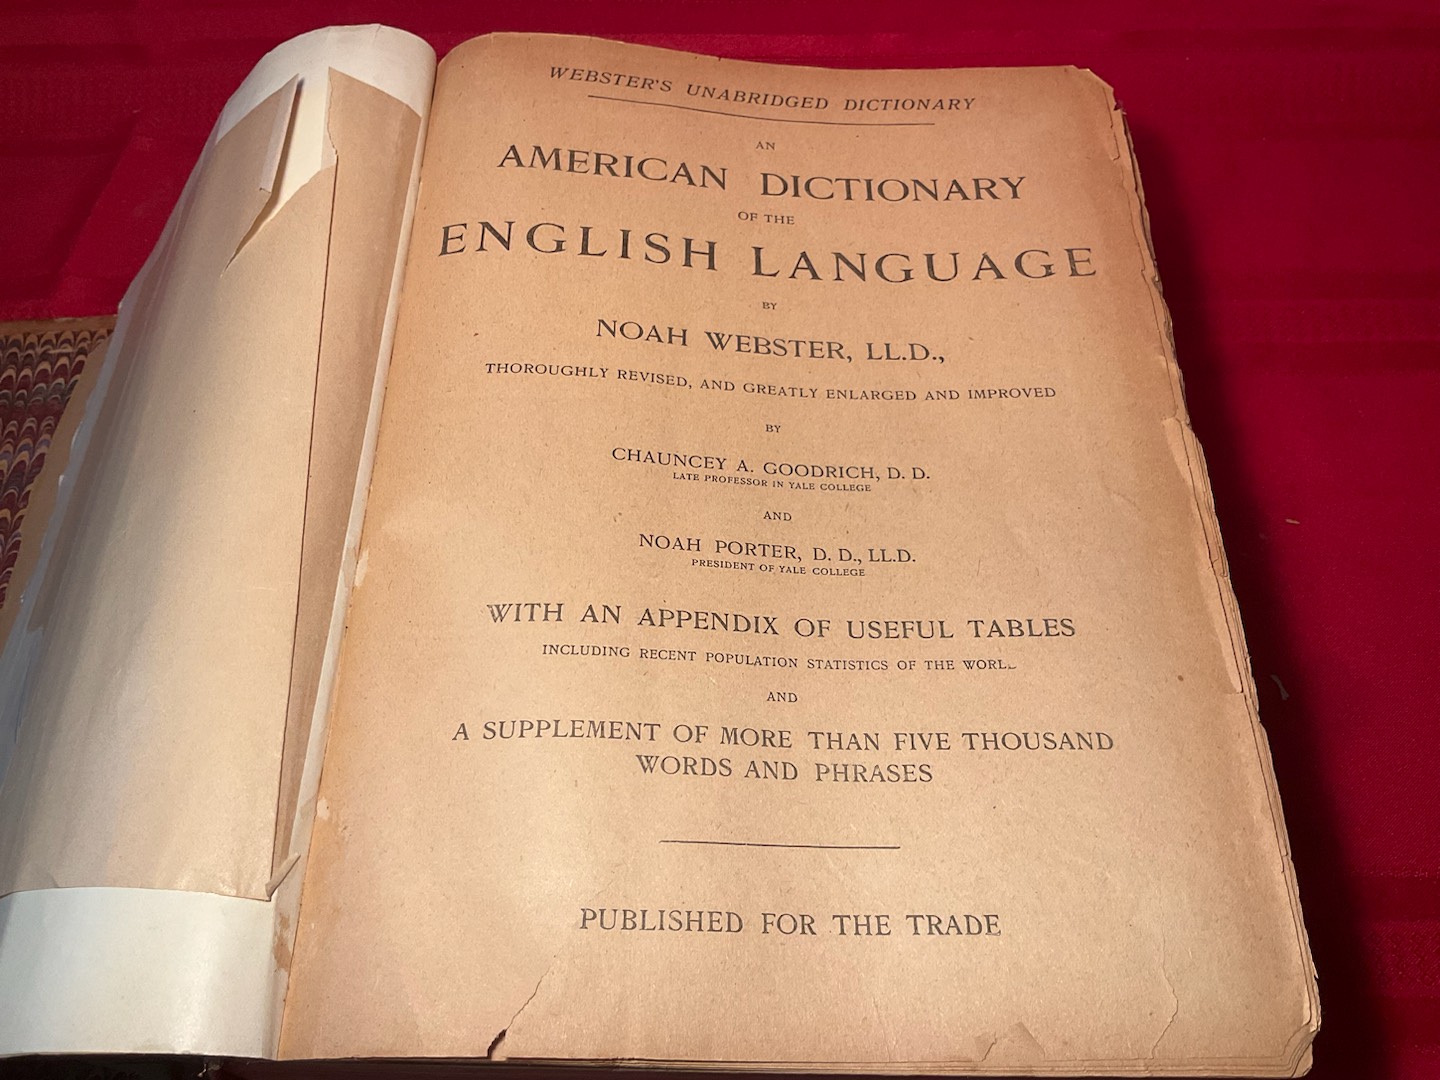 WEBSTER'S UNABRIDGED DICTIONARY
AN
AMERICAN DICTIONARY
OF THE
ENGLISH LANGUAGE
BY
NOAH WEBSTER, LL.D.,
THOROUGHLY REVISED, AND GREATLY ENLARGED AND IMPROVED
BY
CHAUNCEY A. GOODRICH, D. D.
LATE PROFESSOR IN YALE COLLEGE
AND
NOAH PORTER, D. D., LL.D.
PRESIDENT OF YALE COLLEGE
WITH AN APPENDIX OF USEFUL TABLES
INCLUDING RECENT POPULATION STATISTICS OF THE WORL
AND
A SUPPLEMENT OF MORE THAN FIVE THOUSAND
WORDS AND PHRASES
PUBLISHED FOR THE TRADE